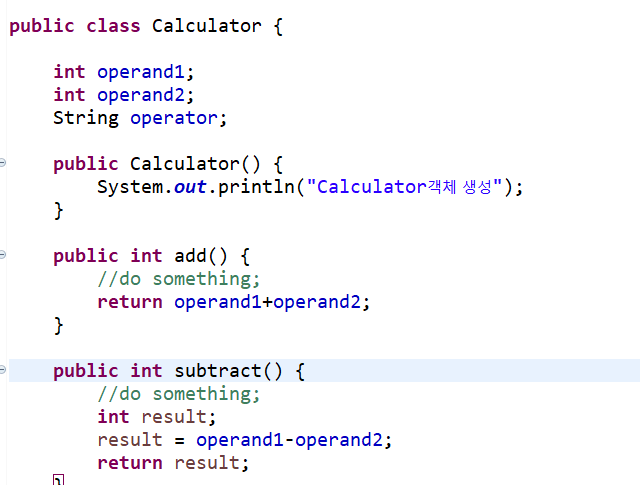 public class Calculator {
int operand1;
int operand2;
String operator;
public Calculator() {
System.out.println("Calculator객체 생성");
}
public int add() {
//do something;
return operand1+operand2;
}
public int subtract() {
//do something;
int result;
result = operand1-operand2;
return result;
}